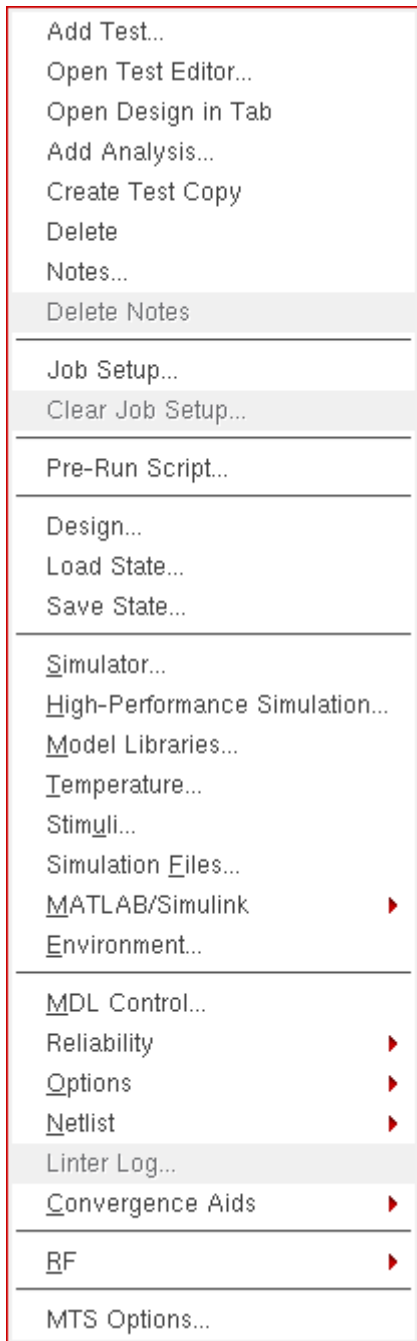 Add Test...
Open Test Editor...
Open Design in Tab
Add Analysis...
Create Test Copy
Delete
Notes...
Delete Notes
Job Setup...
Clear Job Setup...
Pre-Run Script...
Design...
Load State...
Save State...
Simulator...
High-Performance Simulation...
Model Libraries...
Temperature...
Stimuli...
Simulation Files...
MATLAB/Simulink
Environment...
MDL Control...
Reliability
Options
Netlist
Linter Log...
Convergence Aids
RF
MTS Options...